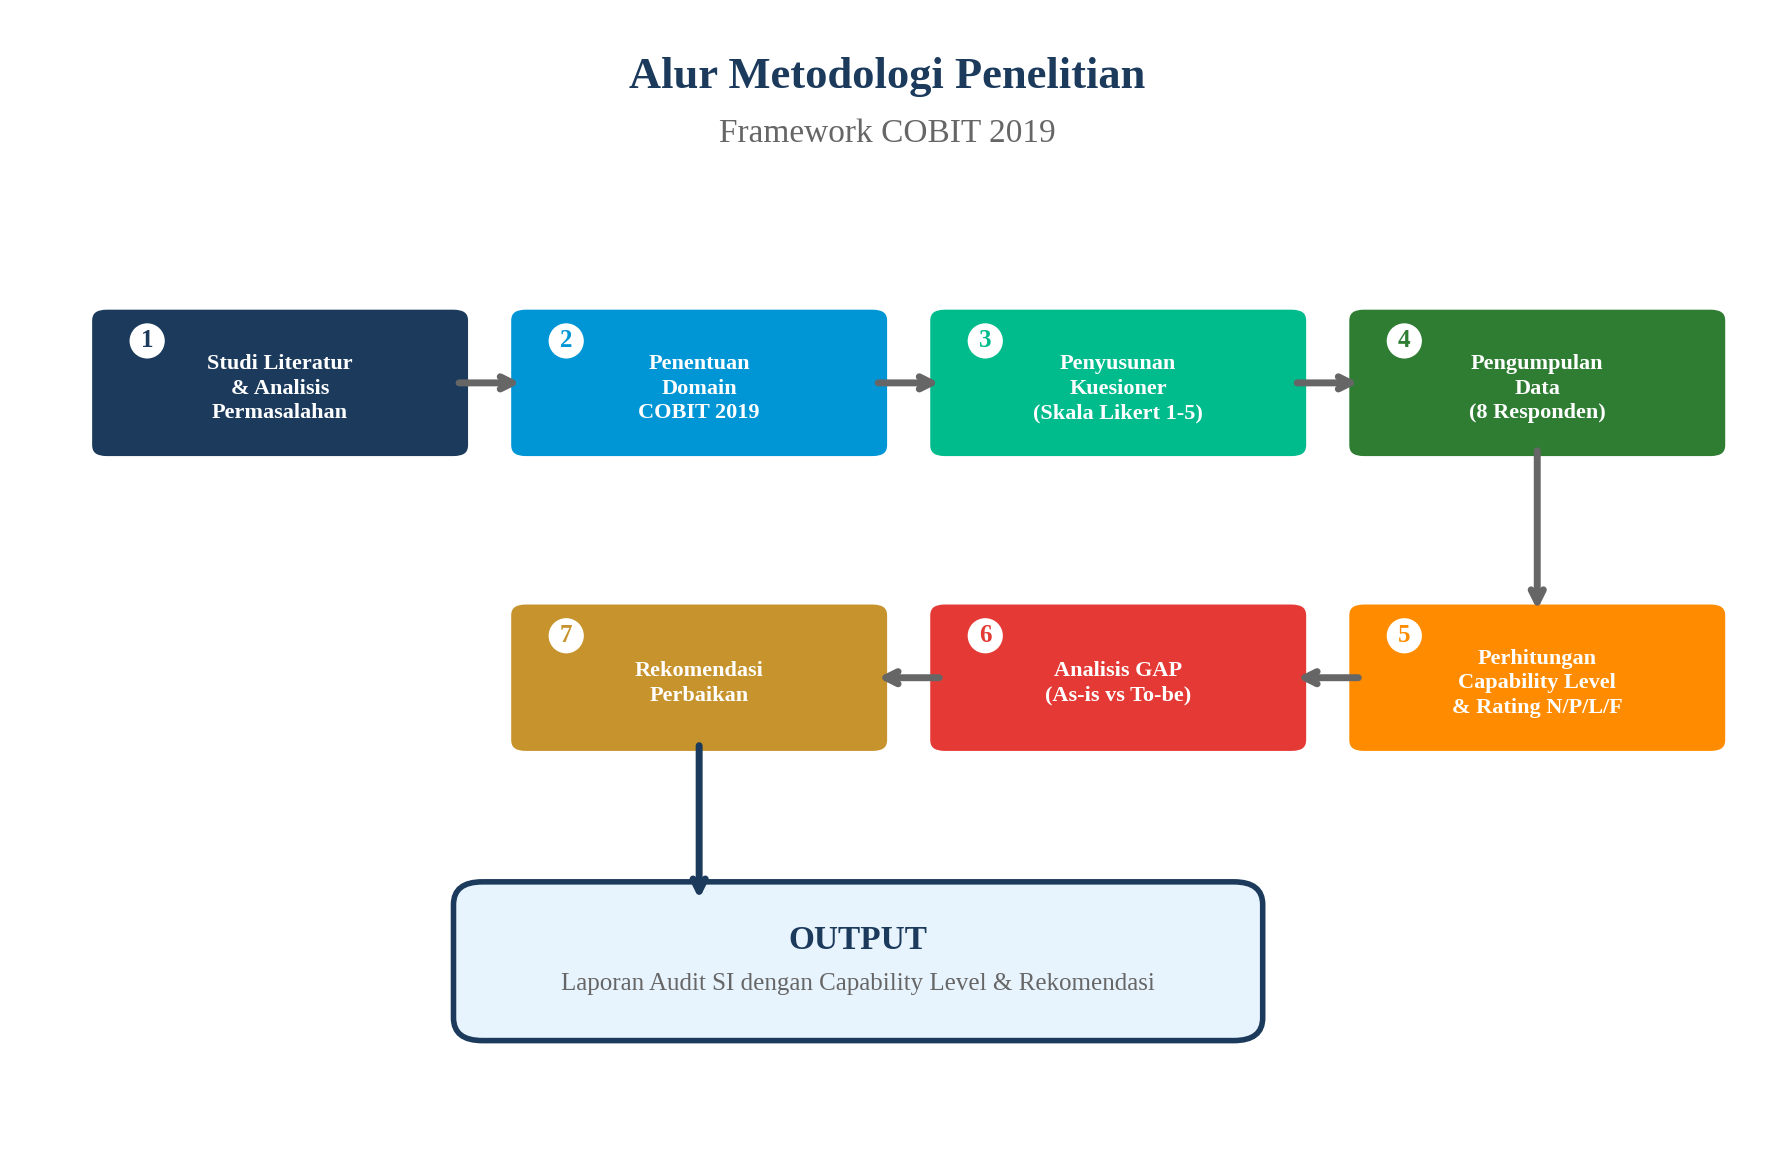 Alur Metodologi Penelitian
Framework COBIT 2019
1
Studi Literatur
& Analisis
Permasalahan
2
Penentuan
Domain
COBIT 2019
3
Penyusunan
Kuesioner
(Skala Likert 1-5)
4
Pengumpulan
Data
(8 Responden)
5
Perhitungan
Capability Level
& Rating N/P/L/F
6
Analisis GAP
(As-is vs To-be)
7
Rekomendasi
Perbaikan
OUTPUT
Laporan Audit SI dengan Capability Level & Rekomendasi